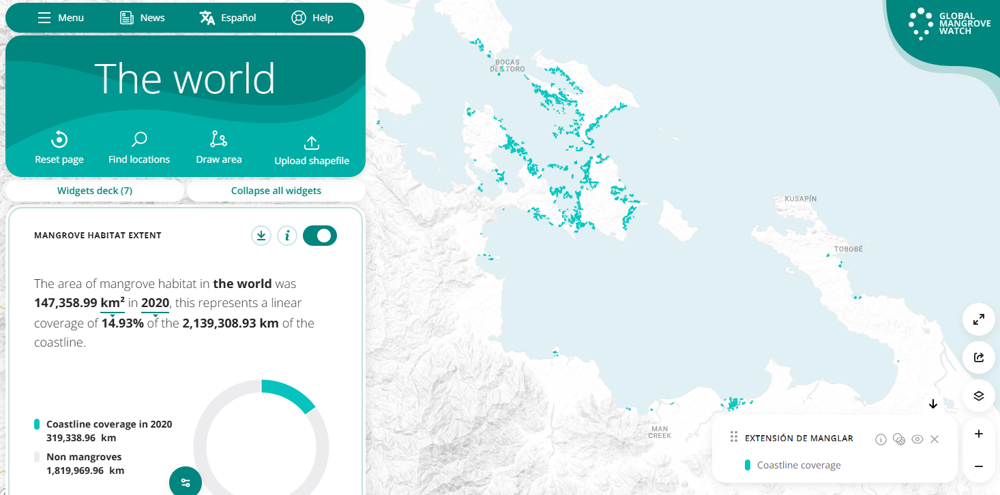 Menu
News
Español
Help
The world
Reset page
Find locations
Draw area
Upload shapefile
Widgets deck (7)
Collapse all widgets
MANGROVE HABITAT EXTENT
The area of mangrove habitat in the world was
147,358.99 km² in 2020, this represents a linear
coverage of 14.93% of the 2,139,308.93 km of the
coastline.
Coastline coverage in 2020
319,338.96 km
Non mangroves
1,819,969.96 km
BOCAS
DEL TORO
KUSAPÍN
TOBOBÉ
MAN
CREEK
GLOBAL
MANGROVE
WATCH
EXTENSIÓN DE MANGLAR
Coastline coverage